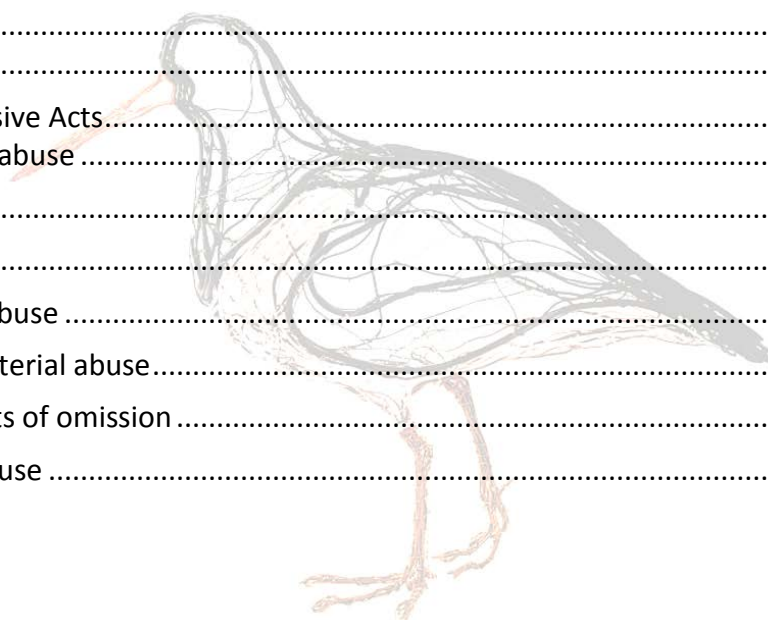 ..........
..........
sive Acts..........
abuse ..........
..........
..........
buse ..........
terial abuse..........
ts of omission ..........
use ..........